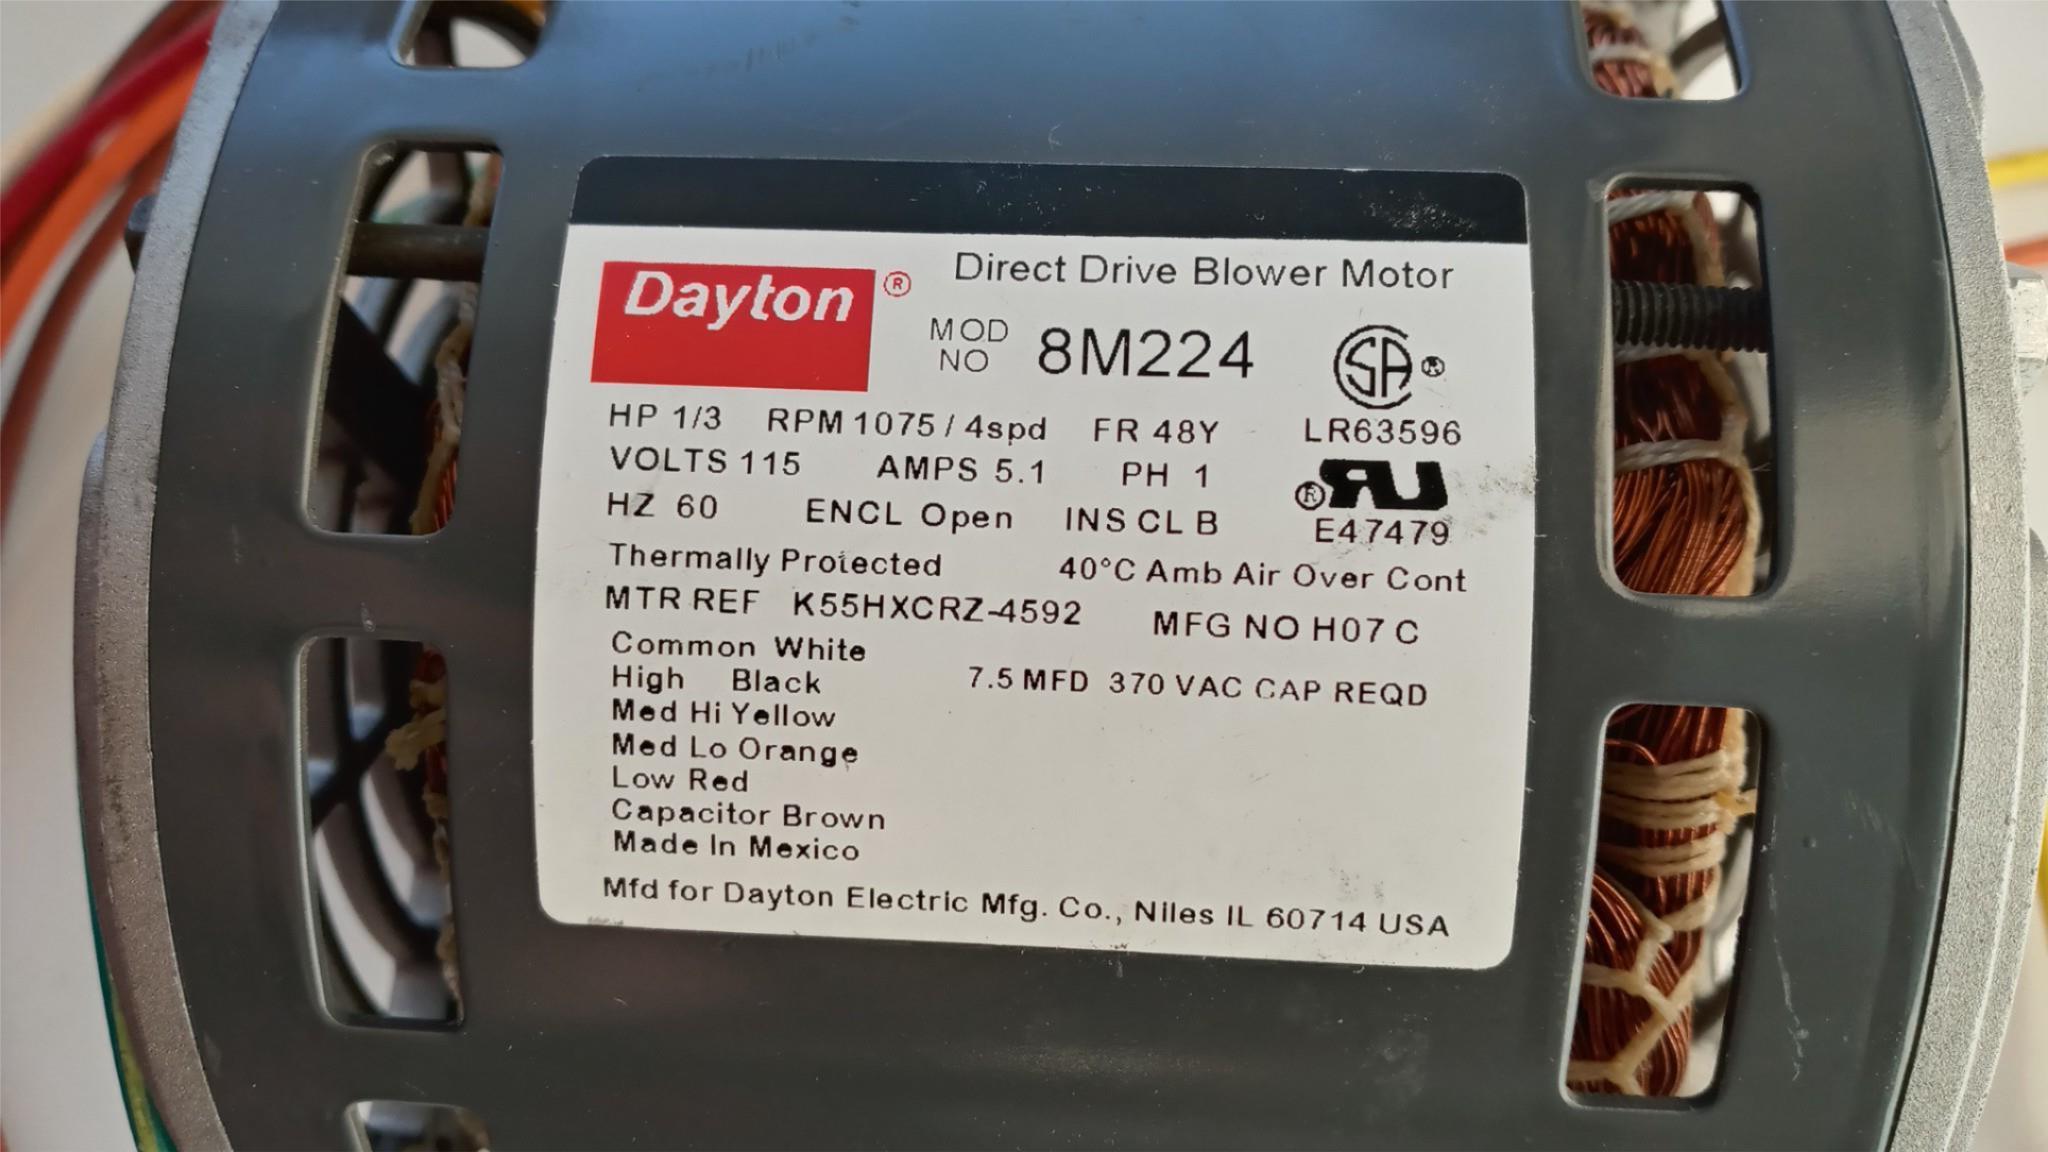 Direct Drive Blower Motor
Dayton ®
MOD NO 8M224
SA ®
HP 1/3 RPM 1075 / 4spd FR 48Y LR63596
VOLTS 115 AMPS 5.1 PH 1
HZ 60 ENCL Open INS CL B E47479
Thermally Protected 40°C Amb Air Over Cont
MTR REF K55HXCRZ-4592 MFG NO H07 C
Common White
High Black 7.5 MFD 370 VAC CAP REQD
Med Hi Yellow
Med Lo Orange
Low Red
Capacitor Brown
Made In Mexico
Mfd for Dayton Electric Mfg. Co., Niles IL 60714 USA